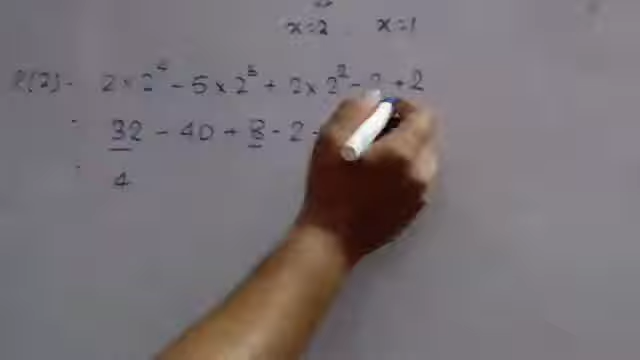 x=2 x=1
P(2) - 2×2⁴ - 5×2³ + 2×2² - 2 + 2
32 - 40 + 8 - 2 -
4